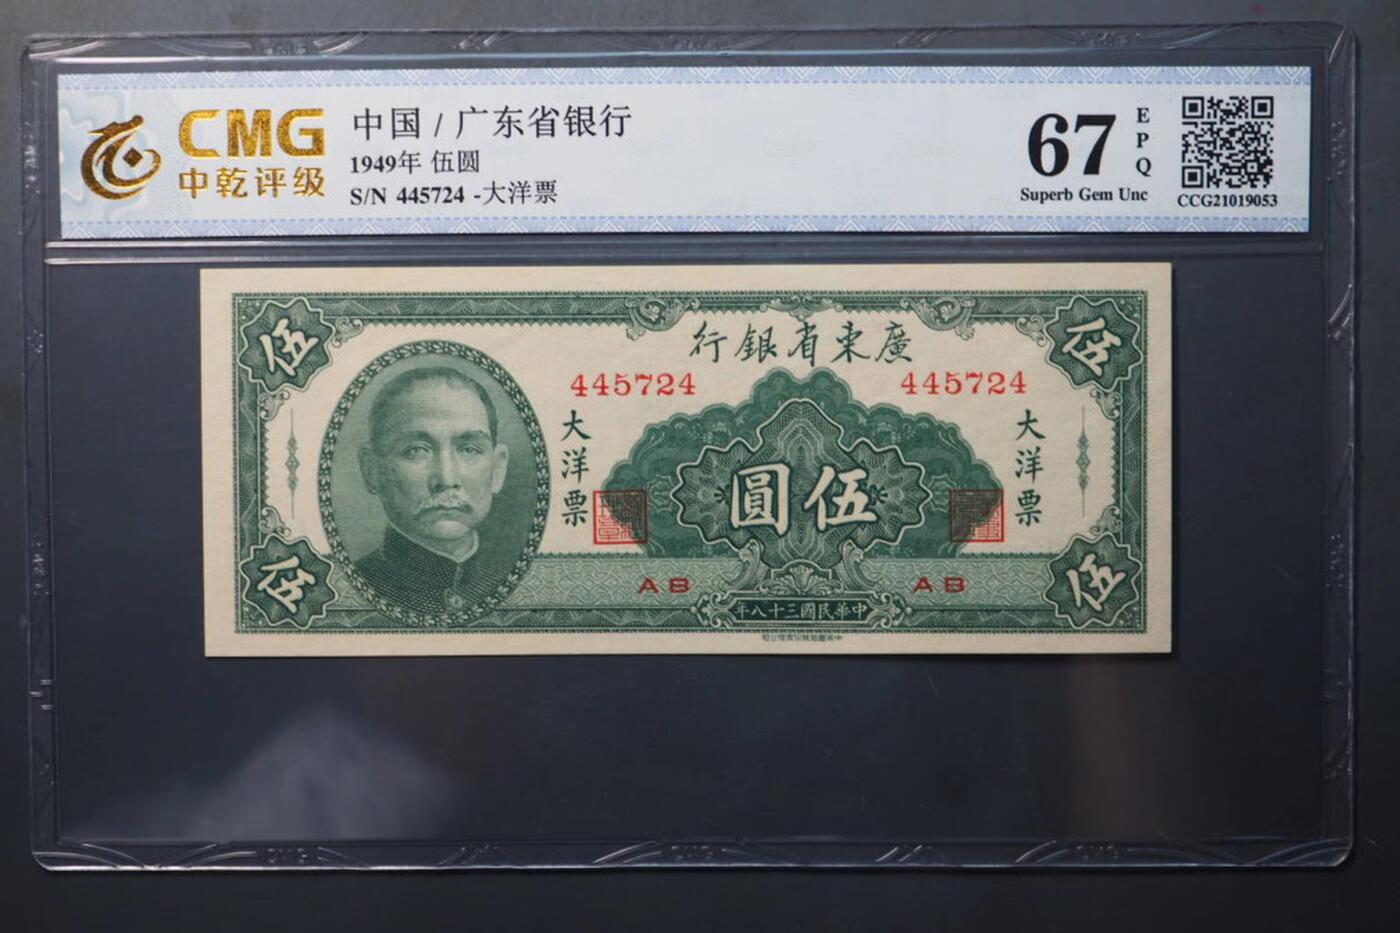 CMG
中乾评级
中国 / 广东省银行
1949年 伍圆
S/N 445724 -大洋票
67
EPQ
Superb Gem Unc
CCG21019053
伍
伍
行銀省東廣
445724
445724
大洋票
大洋票
圓伍
AB
AB
伍
伍
年八十三國民華中